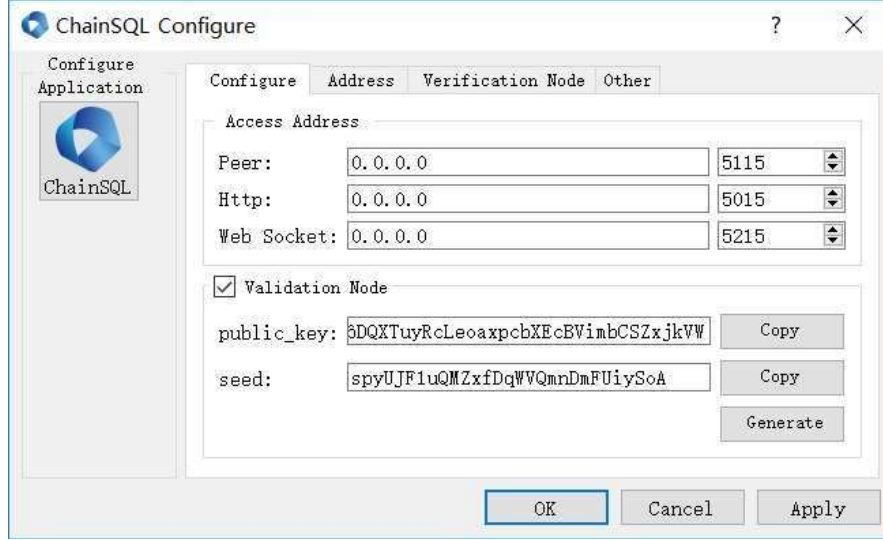 ChainSQL Configure
Configure
Application
ChainSQL
Configure Address Verification Node Other
Access Address
Peer: 0.0.0.0 5115
Http: 0.0.0.0 5015
Web Socket: 0.0.0.0 5215
Validation Node
public_key: DQXTuyRcLeoaxpcbXEcBVimbCSZxjkVW Copy
seed: spyUJF1uQMZxfDqWVQmnDmFUiySoA Copy
Generate
OK Cancel Apply